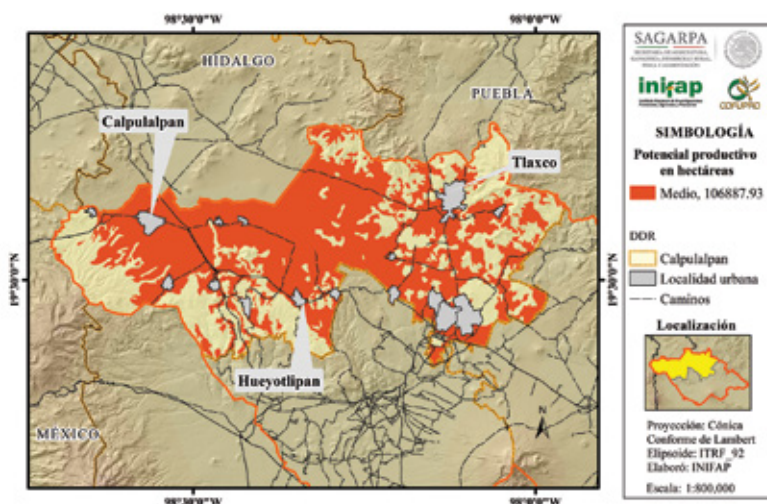 98°30'0"W
98°0'0"W
19°30'0"N
19°30'0"N
HIDALGO
PUEBLA
Calpulalpan
Tlaxco
Hueyotlipan
MÉXICO
N
98°30'0"W
98°0'0"W
SAGARPA
inifap
COFUPRO
SIMBOLOGÍA
Potencial productivo
en hectáreas
Medio, 106887.93
DDR
Calpulalpan
Localidad urbana
Caminos
Localización
Proyección: Cónica
Conforme de Lambert
Elipsoide: ITRF_92
Elaboró: INIFAP
Escala: 1:800,000